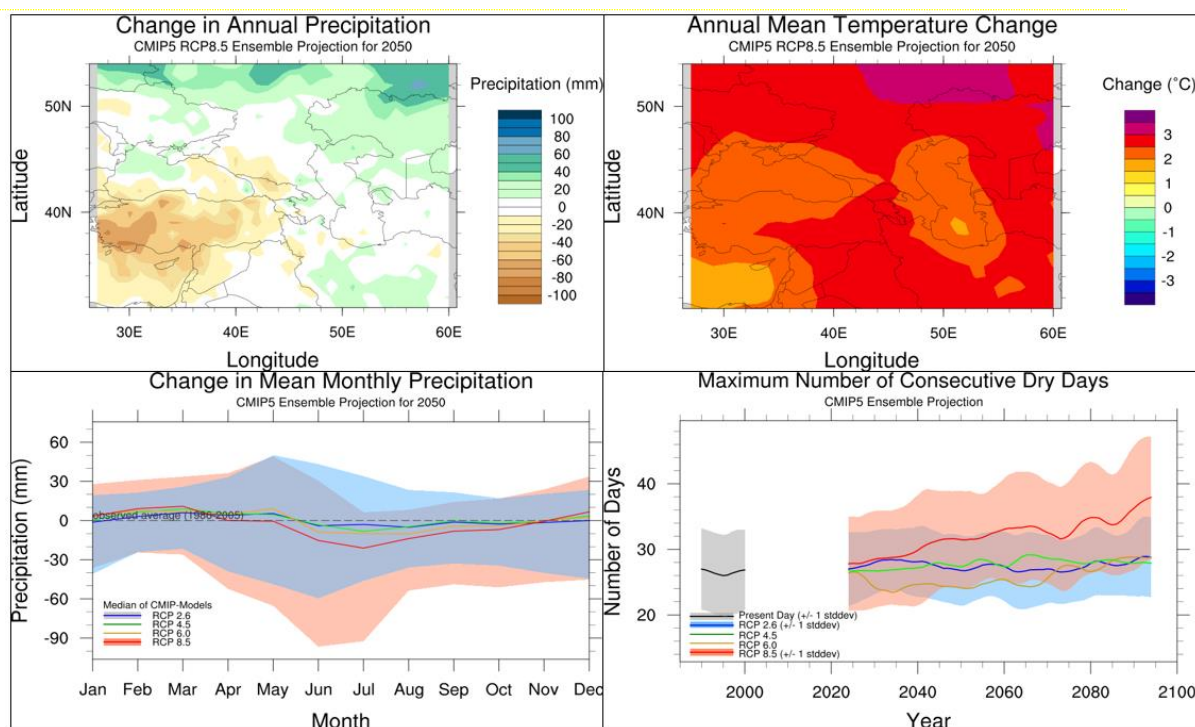 Change in Annual Precipitation
CMIP5 RCP8.5 Ensemble Projection for 2050
Precipitation (mm)
100
80
60
40
20
0
-20
-40
-60
-80
-100
Latitude
50N
40N
30E
40E
50E
60E
Longitude
Annual Mean Temperature Change
CMIP5 RCP8.5 Ensemble Projection for 2050
Change (°C)
3
2
1
0
-1
-2
-3
Latitude
50N
40N
30E
40E
50E
60E
Longitude
Change in Mean Monthly Precipitation
CMIP5 Ensemble Projection for 2050
Precipitation (mm)
60
30
0
-30
-60
-90
observed average (1986-2005)
Median of CMIP-Models
RCP 2.6
RCP 4.5
RCP 6.0
RCP 8.5
Jan Feb Mar Apr May Jun Jul Aug Sep Oct Nov Dec
Month
Maximum Number of Consecutive Dry Days
CMIP5 Ensemble Projection
Number of Days
40
30
20
Present Day (+/- 1 stddev)
RCP 2.6 (+/- 1 stddev)
RCP 4.5
RCP 6.0
RCP 8.5 (+/- 1 stddev)
2000 2020 2040 2060 2080 2100
Year